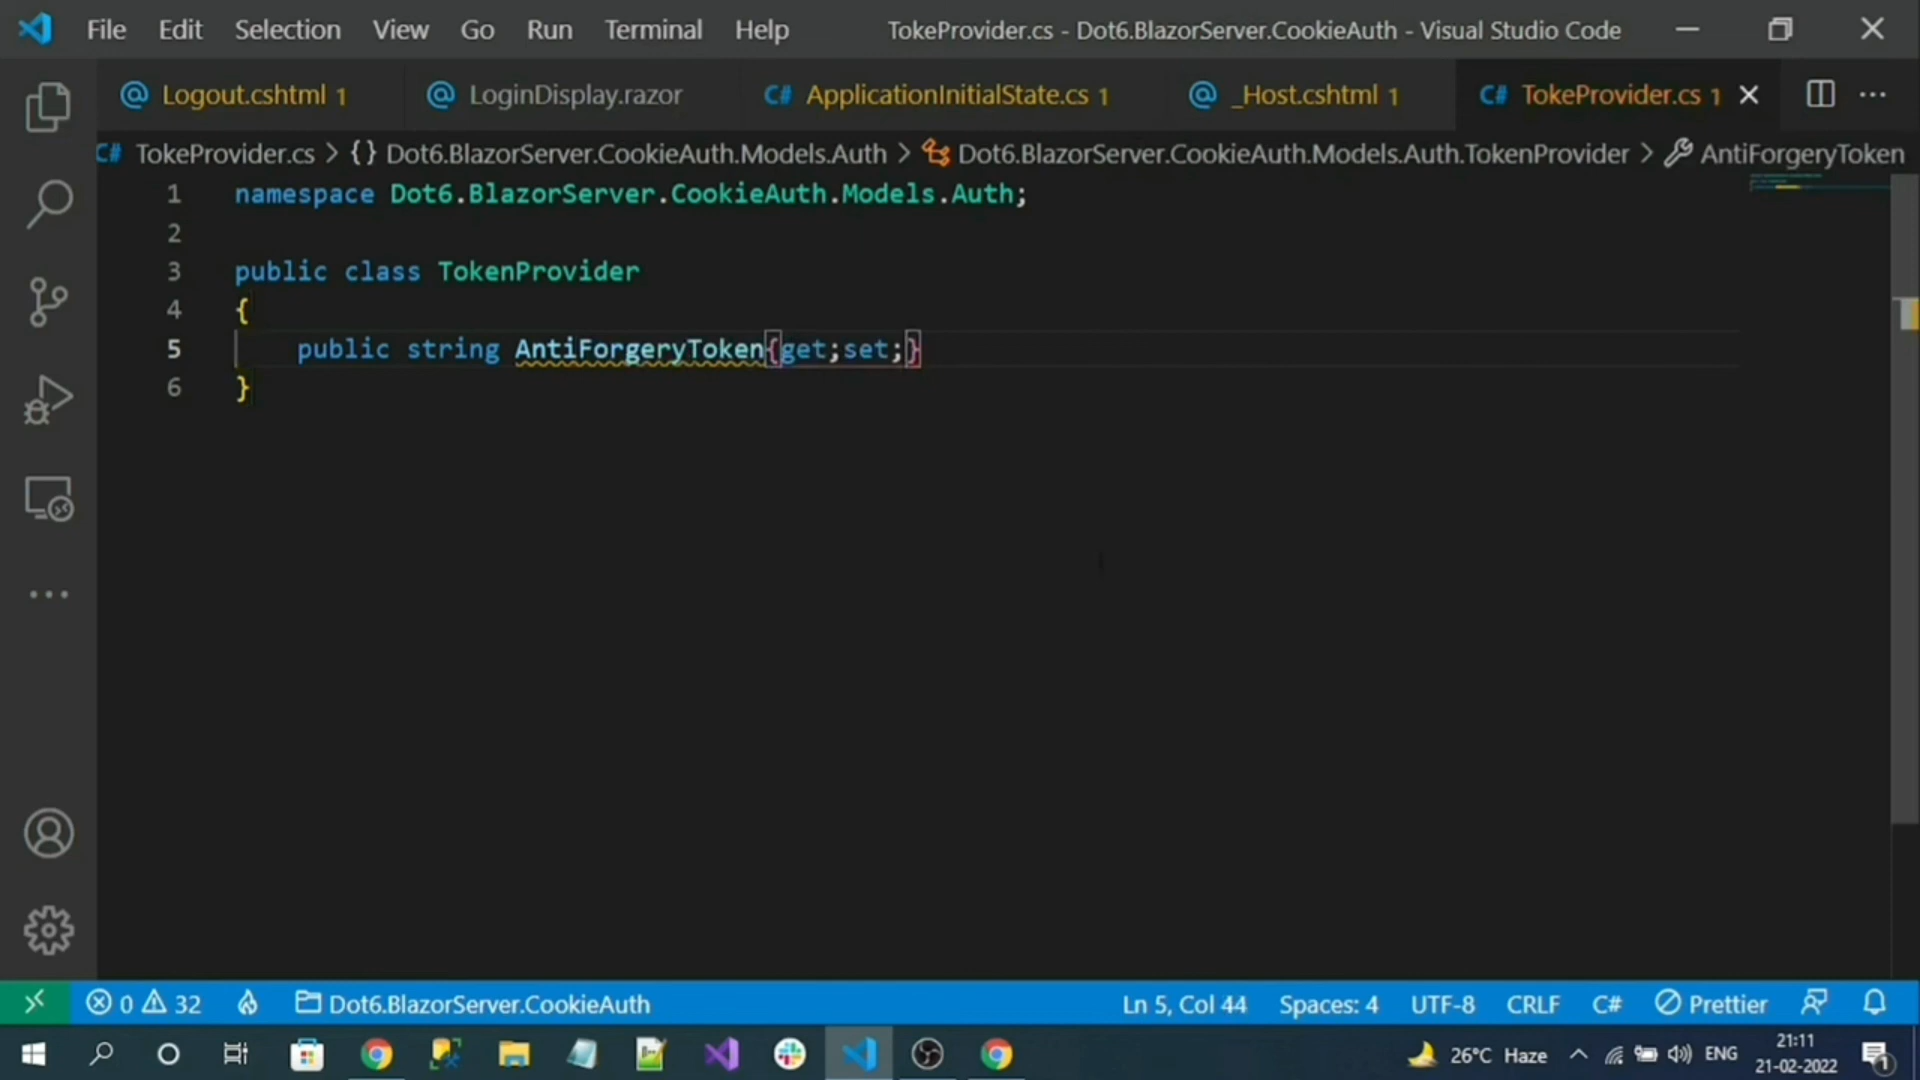 File Edit Selection View Go Run Terminal Help TokeProvider.cs - Dot6.BlazorServer.CookieAuth - Visual Studio Code
Logout.cshtml 1 LoginDisplay.razor C# ApplicationInitialState.cs 1 _Host.cshtml 1 C# TokeProvider.cs 1
C# TokeProvider.cs > {} Dot6.BlazorServer.CookieAuth.Models.Auth > Dot6.BlazorServer.CookieAuth.Models.Auth.TokenProvider > AntiForgeryToken
1 namespace Dot6.BlazorServer.CookieAuth.Models.Auth;
2
3 public class TokenProvider
4 {
5 public string AntiForgeryToken{get;set;}
6 }
0 32 Dot6.BlazorServer.CookieAuth Ln 5, Col 44 Spaces: 4 UTF-8 CRLF C# Prettier
26°C Haze ENG 21:11
21-02-2022 1